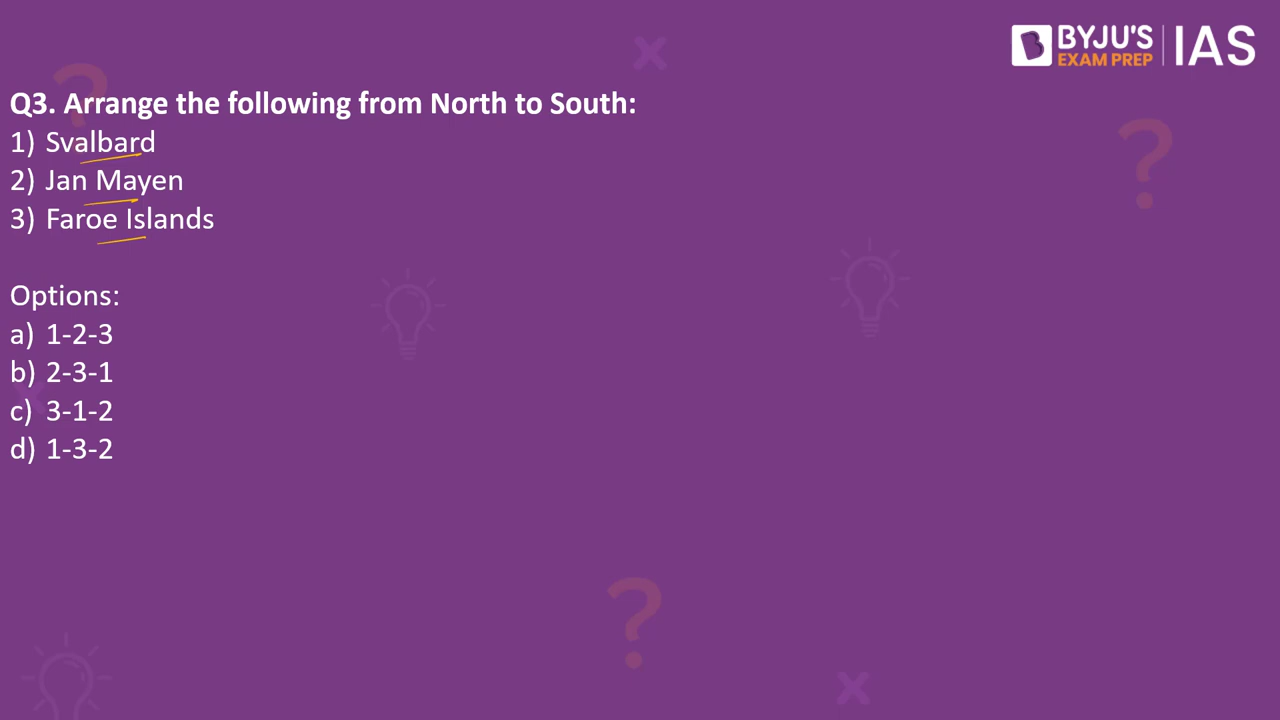 BYJU'S
EXAM PREP
IAS
Q3. Arrange the following from North to South:
1) Svalbard
2) Jan Mayen
3) Faroe Islands
Options:
a) 1-2-3
b) 2-3-1
c) 3-1-2
d) 1-3-2